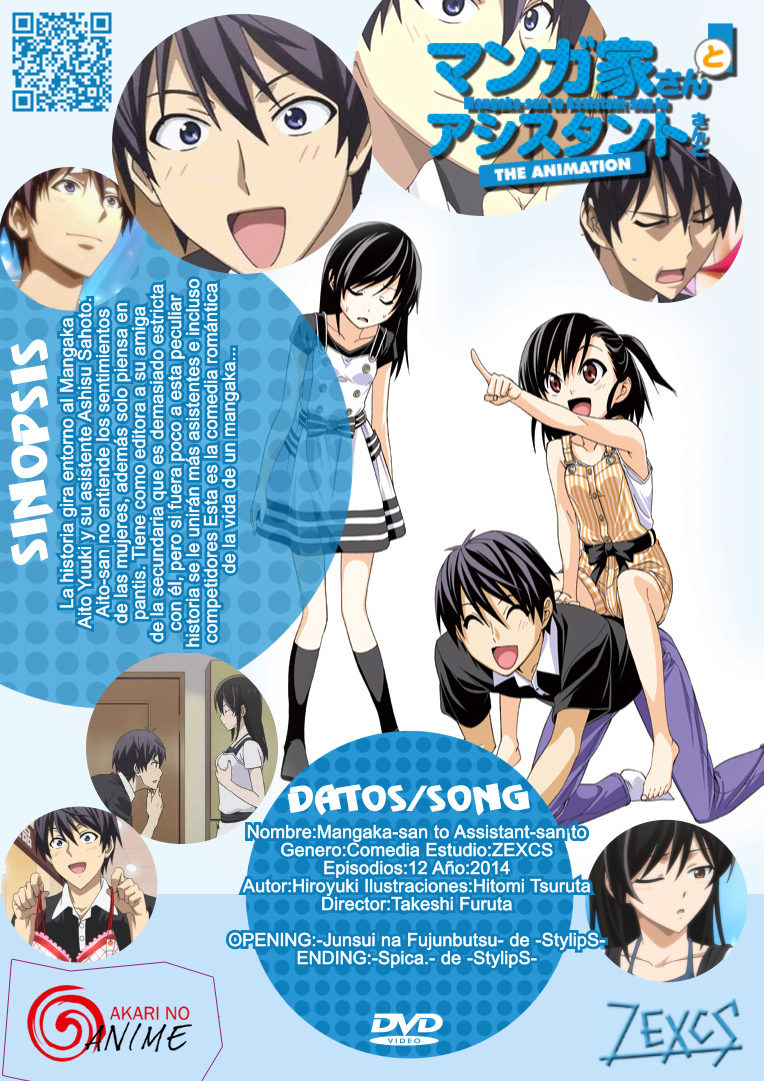 マンガ家さんと
Mangaka-san to Assistant-san to
アシスタントさんと
THE ANIMATION
SINOPSIS
La historia gira entorno al Mangaka
Aito Yuuki y su asistente Ashisu Sahoto.
Aito-san no entiende los sentimientos
de las mujeres, además solo piensa en
pantis. Tiene como editora a su amiga
de la secundaria que es demasiado estricta
con él, pero si fuera poco a esta peculiar
historia se le unirán más asistentes e incluso
competidores Esta es la comedia romántica
de la vida de un mangaka...
DATOS/SONG
Nombre:Mangaka-san to Assistant-san to
Genero:Comedia Estudio:ZEXCS
Episodios:12 Año:2014
Autor:Hiroyuki Ilustraciones:Hitomi Tsuruta
Director:Takeshi Furuta
OPENING:-Junsui na Fujunbutsu- de -StylipS-
ENDING:-Spica.- de -StylipS-
AKARI NO
ANIME
DVD
VIDEO
ZEXCS